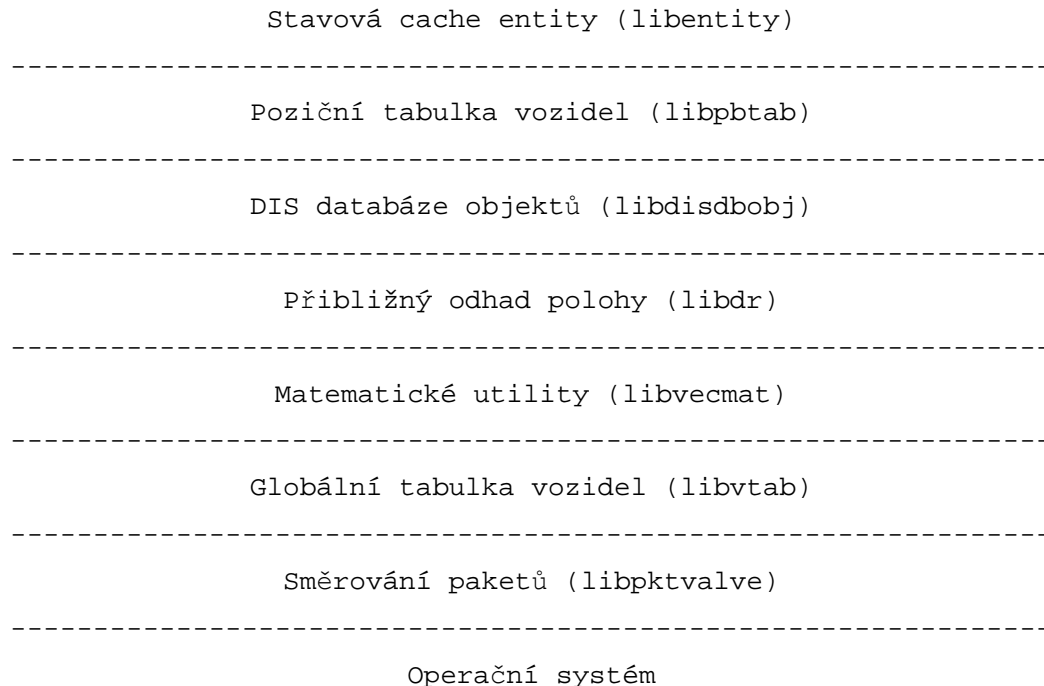 Stavová cache entity (libentity)
----------------------------------------------------------------
Poziční tabulka vozidel (libpbtab)
----------------------------------------------------------------
DIS databáze objektů (libdisdbobj)
----------------------------------------------------------------
Přibližný odhad polohy (libdr)
----------------------------------------------------------------
Matematické utility (libvecmat)
----------------------------------------------------------------
Globální tabulka vozidel (libvtab)
----------------------------------------------------------------
Směrování paketů (libpktvalve)
----------------------------------------------------------------
Operační systém